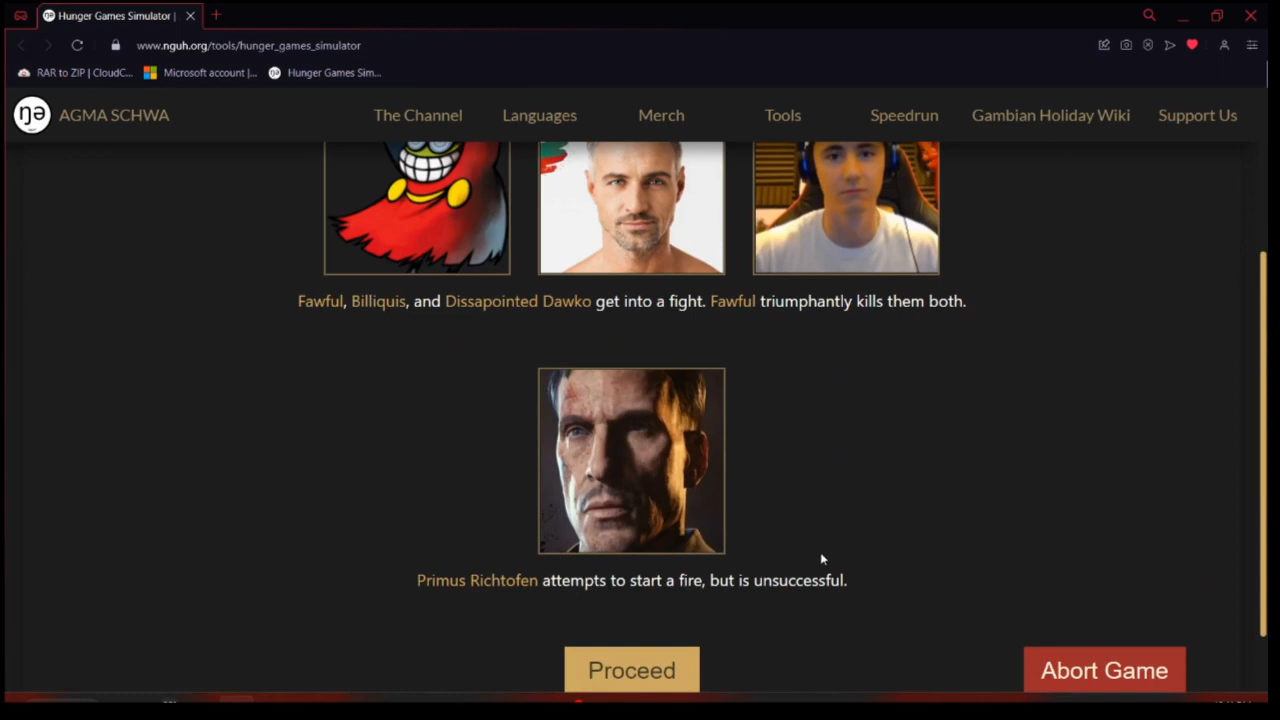 Hunger Games Simulator |
www.nguh.org/tools/hunger_games_simulator
RAR to ZIP | CloudC... Microsoft account |... Hunger Games Sim...
ŋə AGMA SCHWA The Channel Languages Merch Tools Speedrun Gambian Holiday Wiki Support Us
Fawful, Billiquis, and Dissapointed Dawko get into a fight. Fawful triumphantly kills them both.
Primus Richtofen attempts to start a fire, but is unsuccessful.
Proceed Abort Game